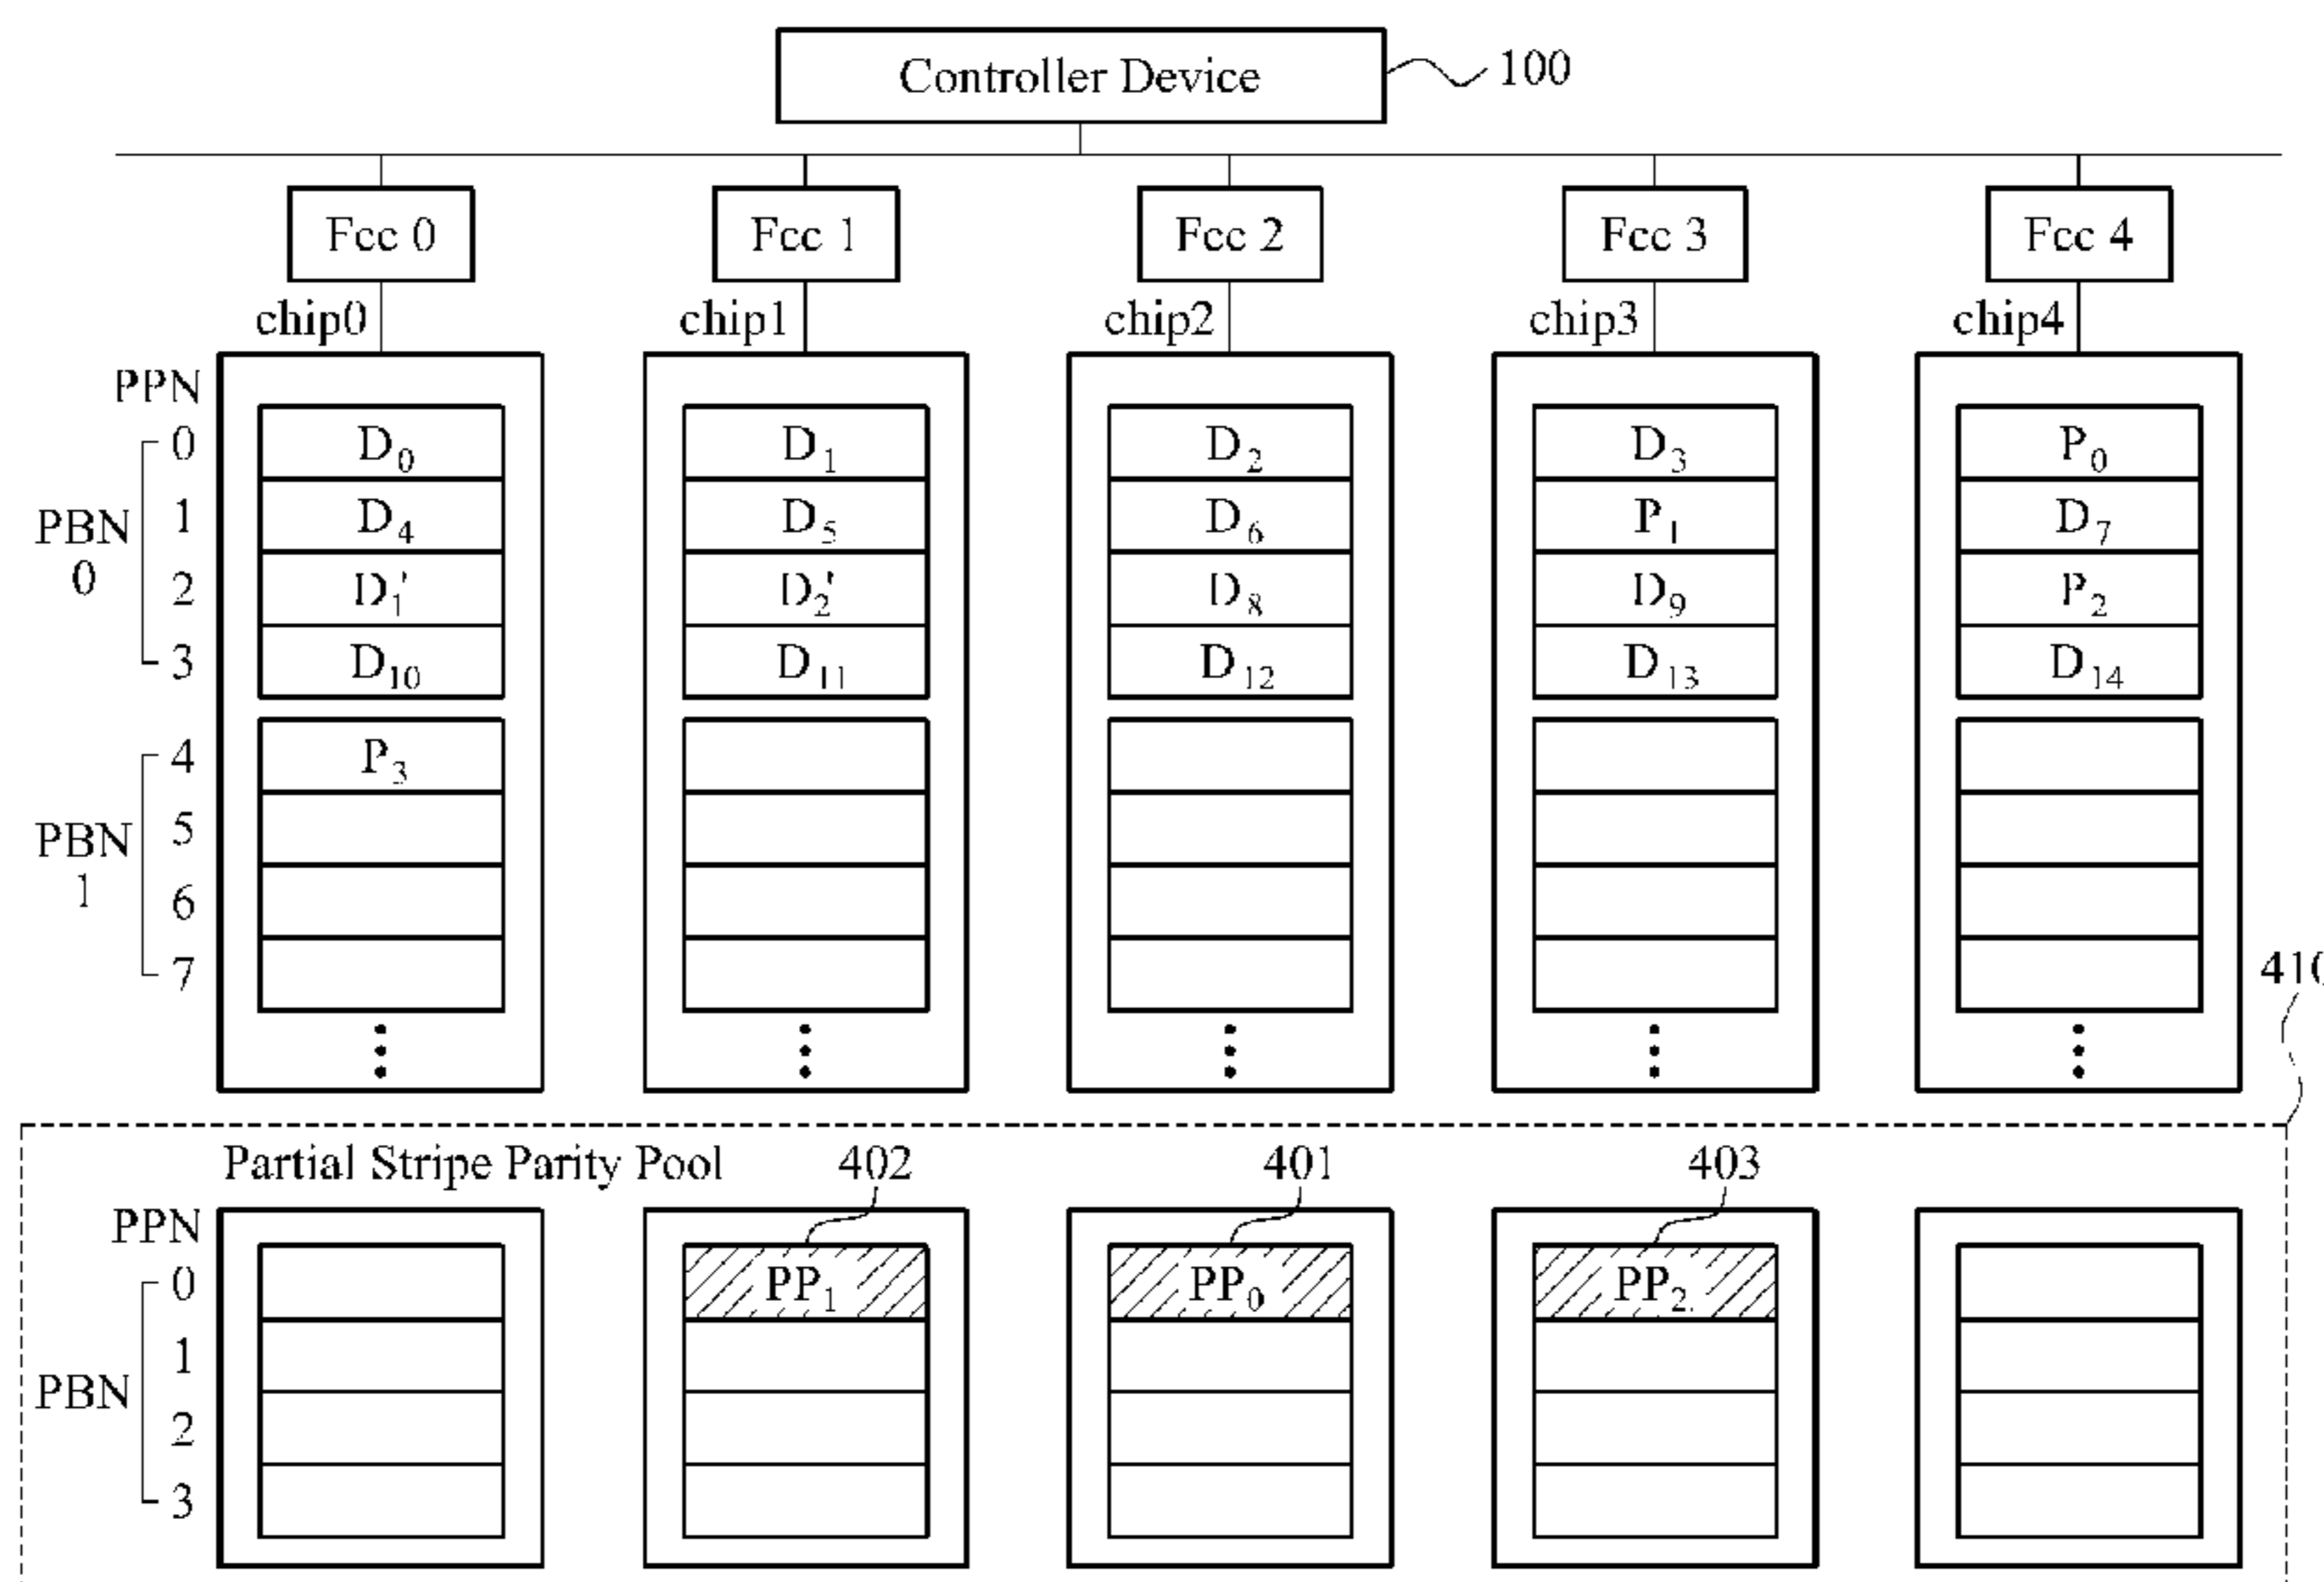 Controller Device 100
Fcc 0 Fcc 1 Fcc 2 Fcc 3 Fcc 4
chip0 chip1 chip2 chip3 chip4
PPN
0 D0 D1 D2 D3 P0
1 D4 D5 D6 P1 D7
PBN
0
2 D1' D2' D8 D9 P2
3 D10 D11 D12 D13 D14
4 P3
5
PBN
1
6
7
410
Partial Stripe Parity Pool 402 401 403
PPN
0 PP1 PP0 PP2
1
PBN
2
3